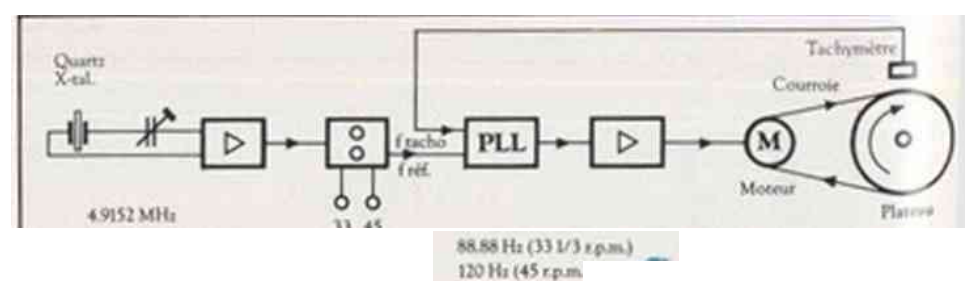 Quartz
X-tal.
Tachymètre
Courroie
f tacho
PLL
f réf.
M
Moteur
Plateau
4.9152 MHz
33 45
88.88 Hz (33 1/3 r.p.m.)
120 Hz (45 r.p.m.